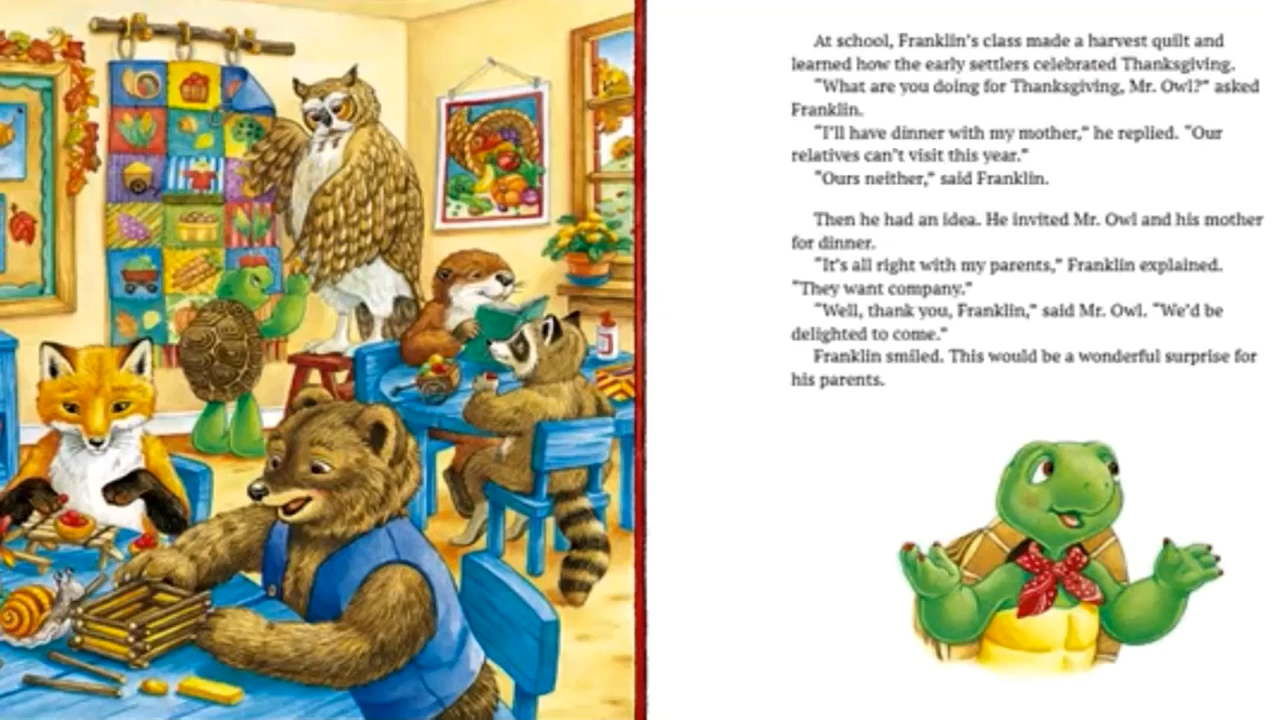 At school, Franklin's class made a harvest quilt and
learned how the early settlers celebrated Thanksgiving.
"What are you doing for Thanksgiving, Mr. Owl?" asked
Franklin.
"I'll have dinner with my mother," he replied. "Our
relatives can't visit this year."
"Ours neither," said Franklin.
Then he had an idea. He invited Mr. Owl and his mother
for dinner.
"It's all right with my parents," Franklin explained.
"They want company."
"Well, thank you, Franklin," said Mr. Owl. "We'd be
delighted to come."
Franklin smiled. This would be a wonderful surprise for
his parents.